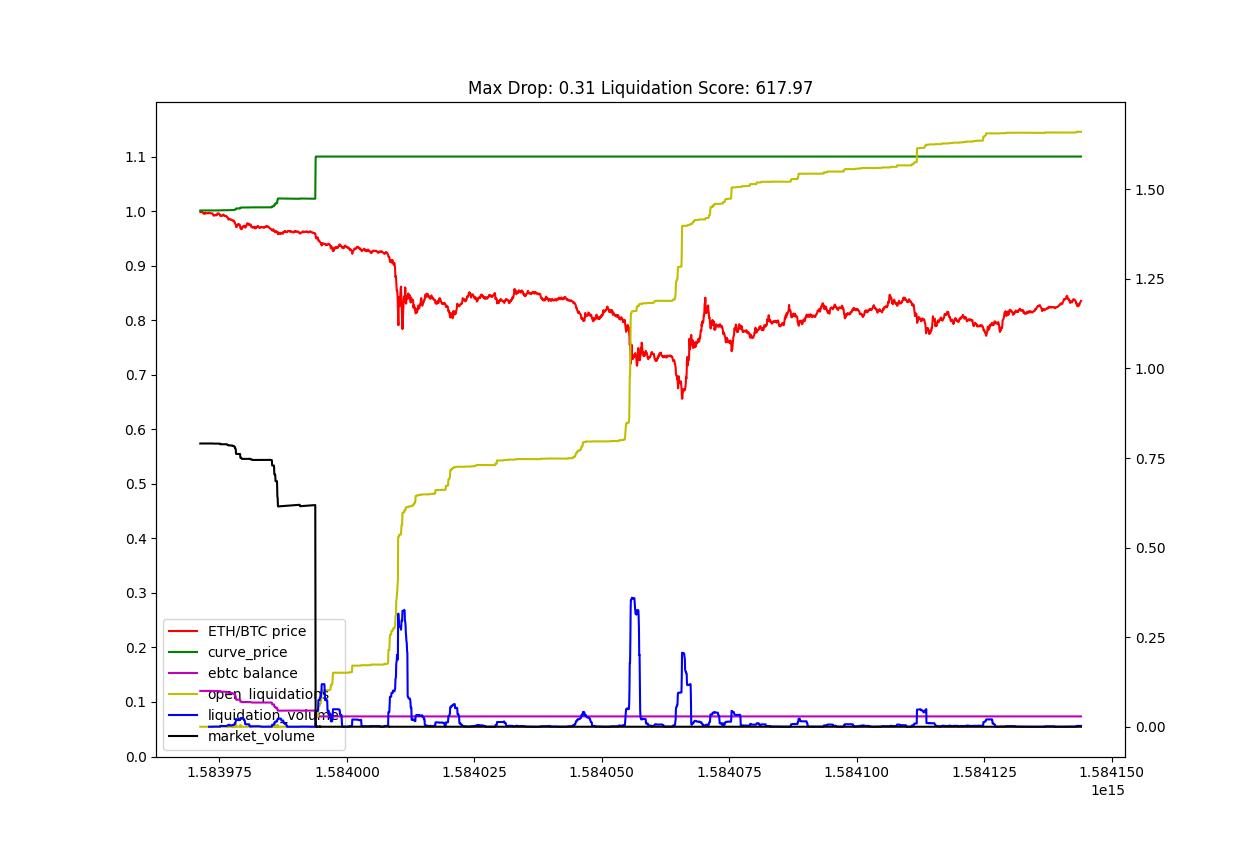 Max Drop: 0.31 Liquidation Score: 617.97
1.1
1.0
0.9
0.8
0.7
0.6
0.5
0.4
0.3
0.2
0.1
0.0
1.50
1.25
1.00
0.75
0.50
0.25
0.00
ETH/BTC price
curve_price
ebtc balance
open_liquidations
liquidation_volume
market_volume
1.583975 1.584000 1.584025 1.584050 1.584075 1.584100 1.584125 1.584150
1e15